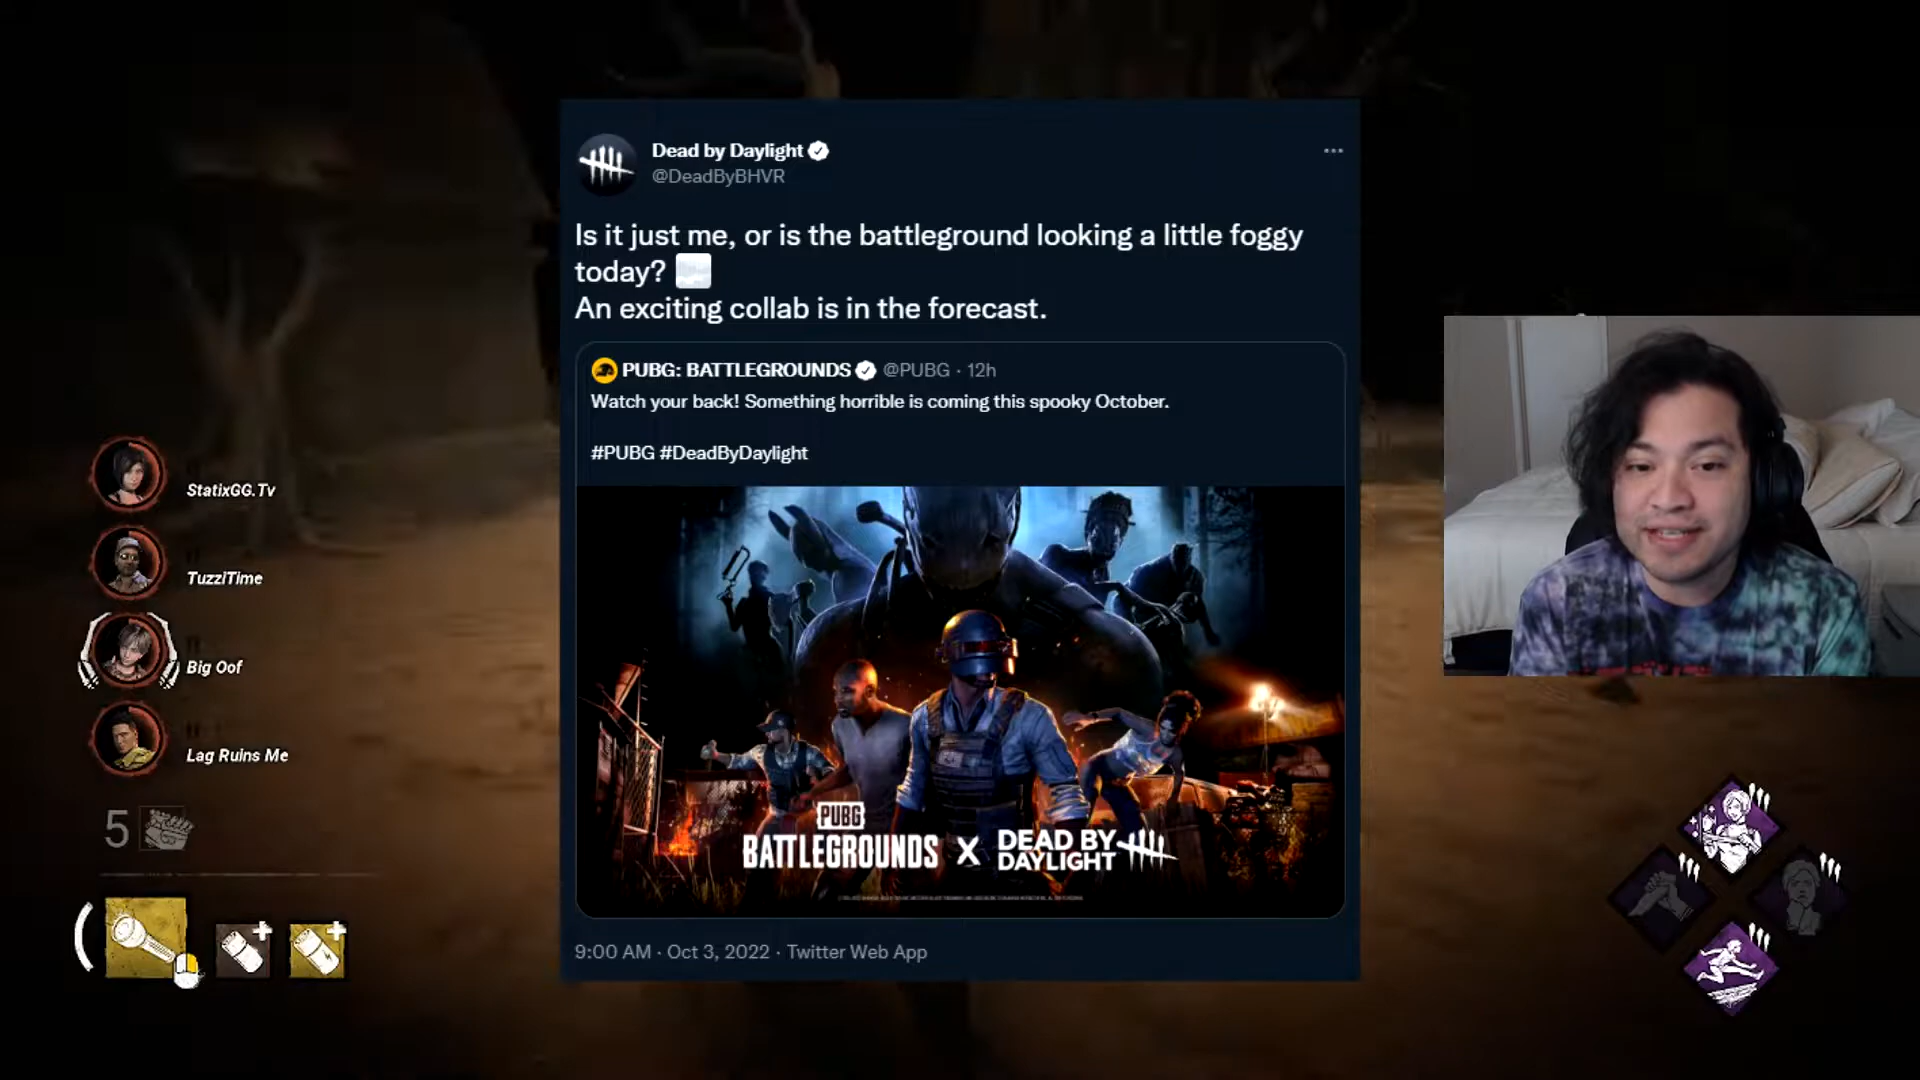 Dead by Daylight
@DeadByBHVR
Is it just me, or is the battleground looking a little foggy
today?
An exciting collab is in the forecast.
PUBG: BATTLEGROUNDS @PUBG · 12h
Watch your back! Something horrible is coming this spooky October.
#PUBG #DeadByDaylight
PUBG
BATTLEGROUNDS X DEAD BY
DAYLIGHT
9:00 AM · Oct 3, 2022 · Twitter Web App
StatixGG.Tv
TuzziTime
Big Oof
Lag Ruins Me
5